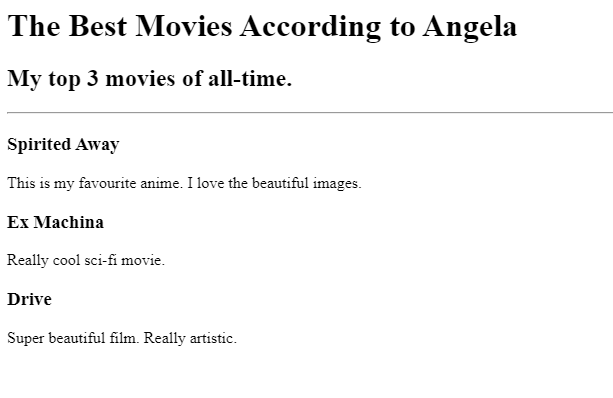 The Best Movies According to Angela
My top 3 movies of all-time.
Spirited Away
This is my favourite anime. I love the beautiful images.
Ex Machina
Really cool sci-fi movie.
Drive
Super beautiful film. Really artistic.